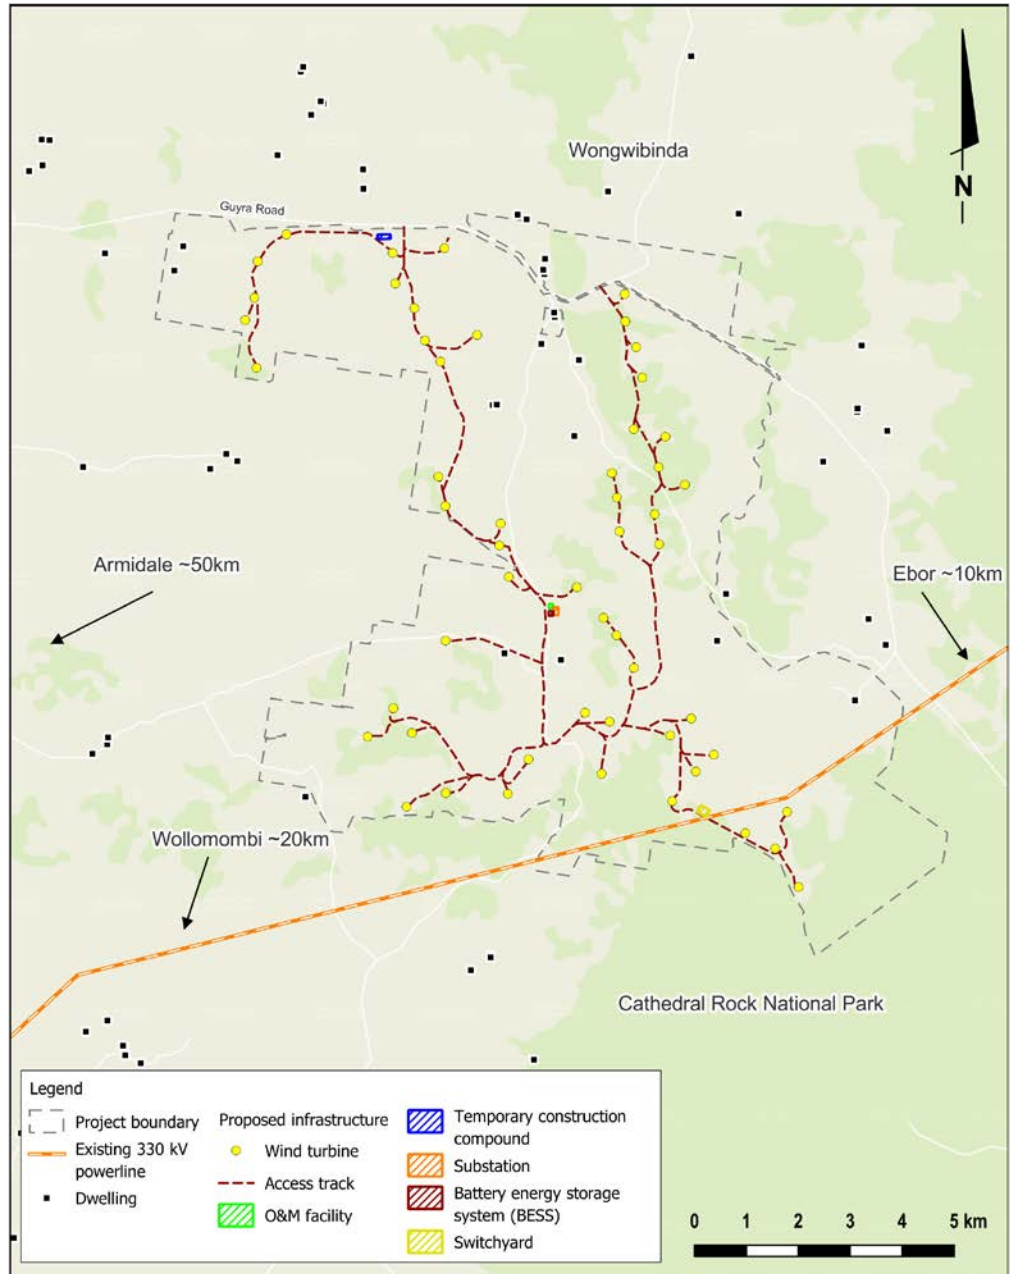 Wongwibinda
N
Guyra Road
Armidale ~50km
Ebor ~10km
Wollomombi ~20km
Cathedral Rock National Park
Legend
Project boundary
Existing 330 kV
powerline
Dwelling
Proposed infrastructure
Wind turbine
Access track
O&M facility
Temporary construction
compound
Substation
Battery energy storage
system (BESS)
Switchyard
0 1 2 3 4 5 km